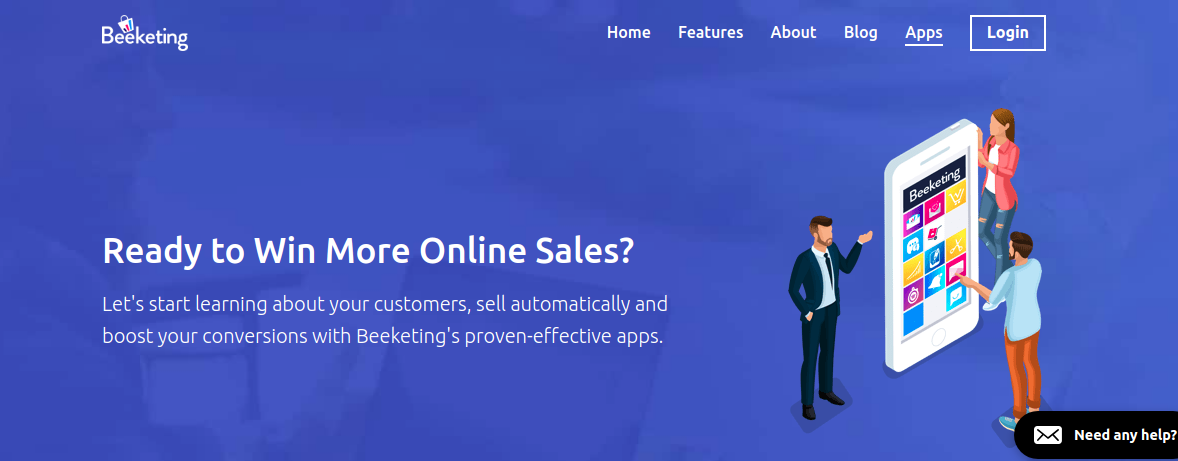 Beeketing
Home Features About Blog Apps Login
Beeketing
Ready to Win More Online Sales?
Let's start learning about your customers, sell automatically and
boost your conversions with Beeketing's proven-effective apps.
Need any help?